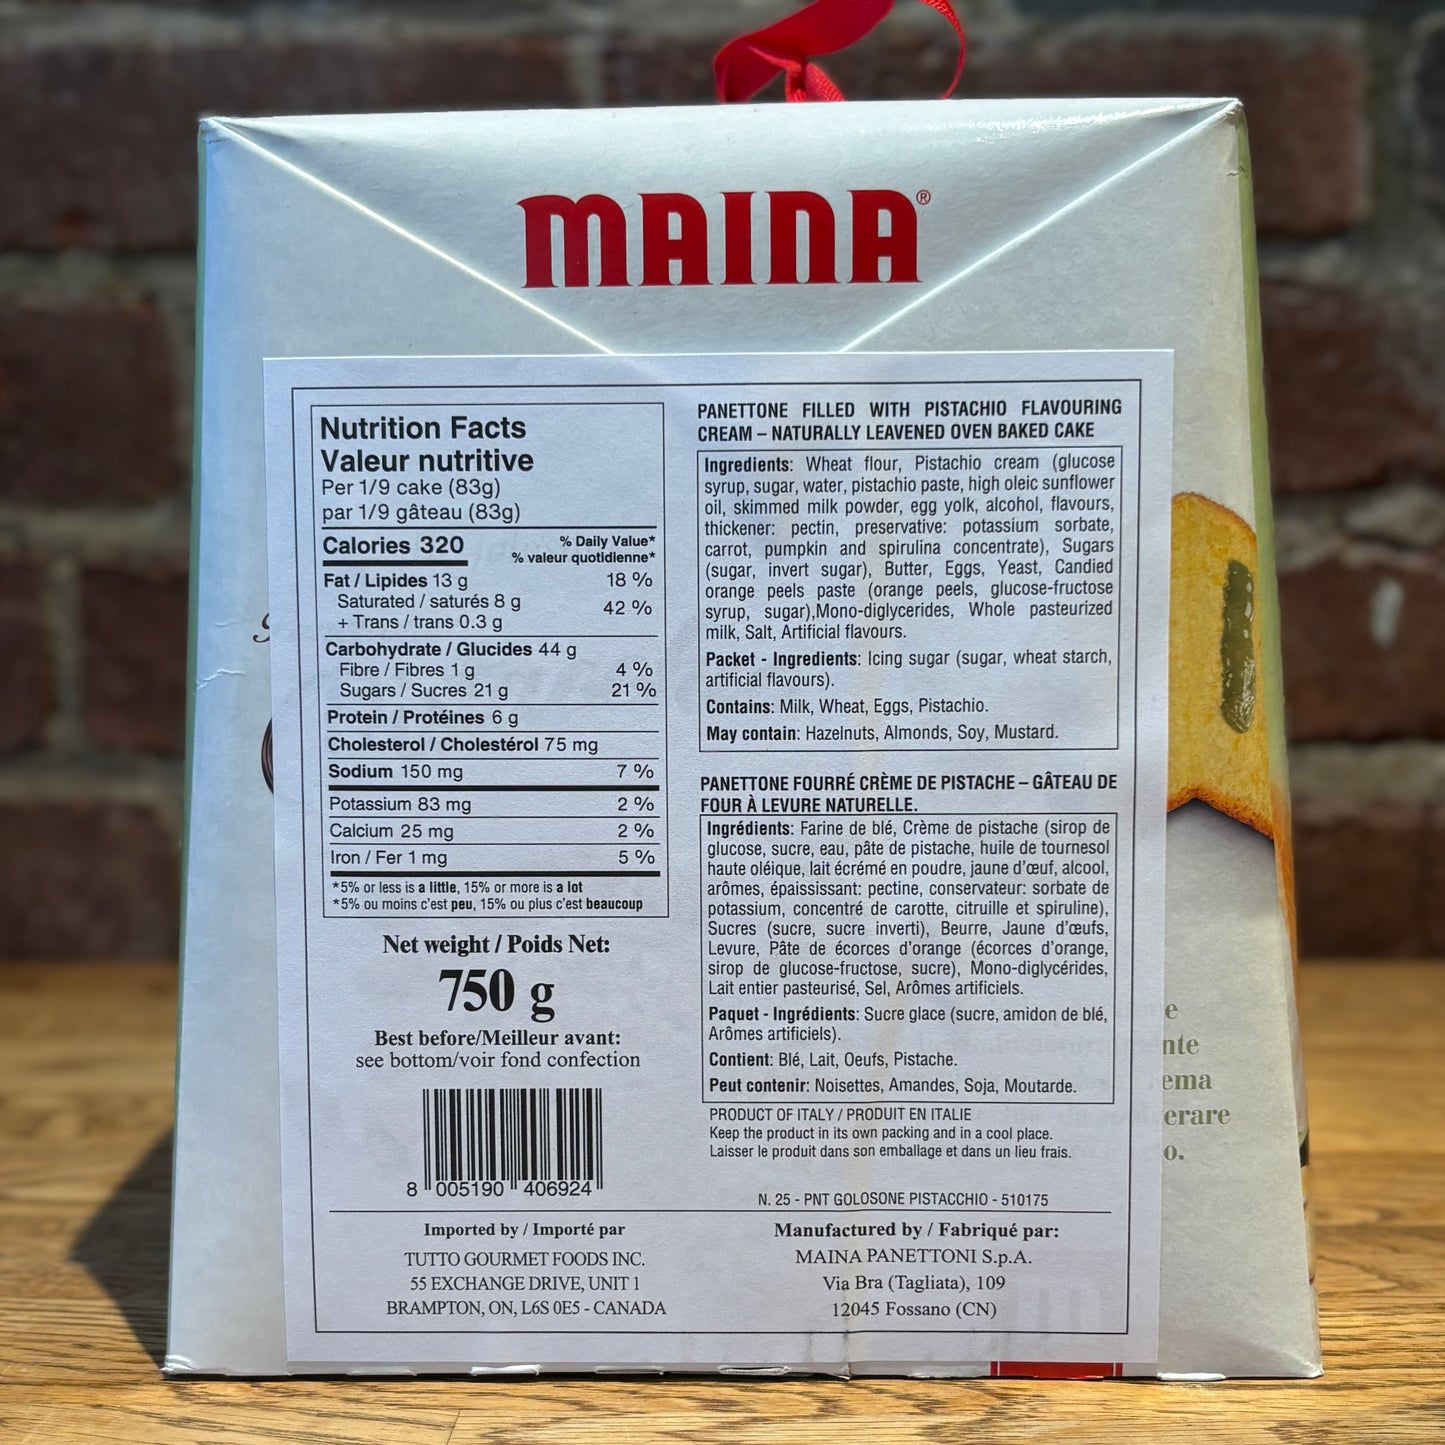 MAINA®
Nutrition Facts
Valeur nutritive
Per 1/9 cake (83g)
par 1/9 gâteau (83g)
Calories 320
% Daily Value*
% valeur quotidienne*
Fat / Lipides 13 g 18 %
Saturated / saturés 8 g
+ Trans / trans 0.3 g
42 %
Carbohydrate / Glucides 44 g
Fibre / Fibres 1 g 4 %
Sugars / Sucres 21 g 21 %
Protein / Protéines 6 g
Cholesterol / Cholestérol 75 mg
Sodium 150 mg 7 %
Potassium 83 mg 2 %
Calcium 25 mg 2 %
Iron / Fer 1 mg 5 %
*5% or less is a little, 15% or more is a lot
*5% ou moins c'est peu, 15% ou plus c'est beaucoup
Net weight / Poids Net:
750 g
Best before/Meilleur avant:
see bottom/voir fond confection
8 005190 406924
PANETTONE FILLED WITH PISTACHIO FLAVOURING
CREAM – NATURALLY LEAVENED OVEN BAKED CAKE
Ingredients: Wheat flour, Pistachio cream (glucose
syrup, sugar, water, pistachio paste, high oleic sunflower
oil, skimmed milk powder, egg yolk, alcohol, flavours,
thickener: pectin, preservative: potassium sorbate,
carrot, pumpkin and spirulina concentrate), Sugars
(sugar, invert sugar), Butter, Eggs, Yeast, Candied
orange peels paste (orange peels, glucose-fructose
syrup, sugar),Mono-diglycerides, Whole pasteurized
milk, Salt, Artificial flavours.
Packet - Ingredients: Icing sugar (sugar, wheat starch,
artificial flavours).
Contains: Milk, Wheat, Eggs, Pistachio.
May contain: Hazelnuts, Almonds, Soy, Mustard.
PANETTONE FOURRÉ CRÈME DE PISTACHE – GÂTEAU DE
FOUR À LEVURE NATURELLE.
Ingrédients: Farine de blé, Crème de pistache (sirop de
glucose, sucre, eau, pâte de pistache, huile de tournesol
haute oléique, lait écrémé en poudre, jaune d'œuf, alcool,
arômes, épaississant: pectine, conservateur: sorbate de
potassium, concentré de carotte, citruille et spiruline),
Sucres (sucre, sucre inverti), Beurre, Jaune d'œufs,
Levure, Pâte de écorces d'orange (écorces d'orange,
sirop de glucose-fructose, sucre), Mono-diglycérides,
Lait entier pasteurisé, Sel, Arômes artificiels.
Paquet - Ingrédients: Sucre glace (sucre, amidon de blé,
Arômes artificiels).
Contient: Blé, Lait, Oeufs, Pistache.
Peut contenir: Noisettes, Amandes, Soja, Moutarde.
PRODUCT OF ITALY / PRODUIT EN ITALIE
Keep the product in its own packing and in a cool place.
Laisser le produit dans son emballage et dans un lieu frais.
N. 25 - PNT GOLOSONE PISTACCHIO - 510175
Imported by / Importé par
TUTTO GOURMET FOODS INC.
55 EXCHANGE DRIVE, UNIT 1
BRAMPTON, ON, L6S 0E5 - CANADA
Manufactured by / Fabriqué par:
MAINA PANETTONI S.p.A.
Via Bra (Tagliata), 109
12045 Fossano (CN)
e
nte
ema
erare
o.